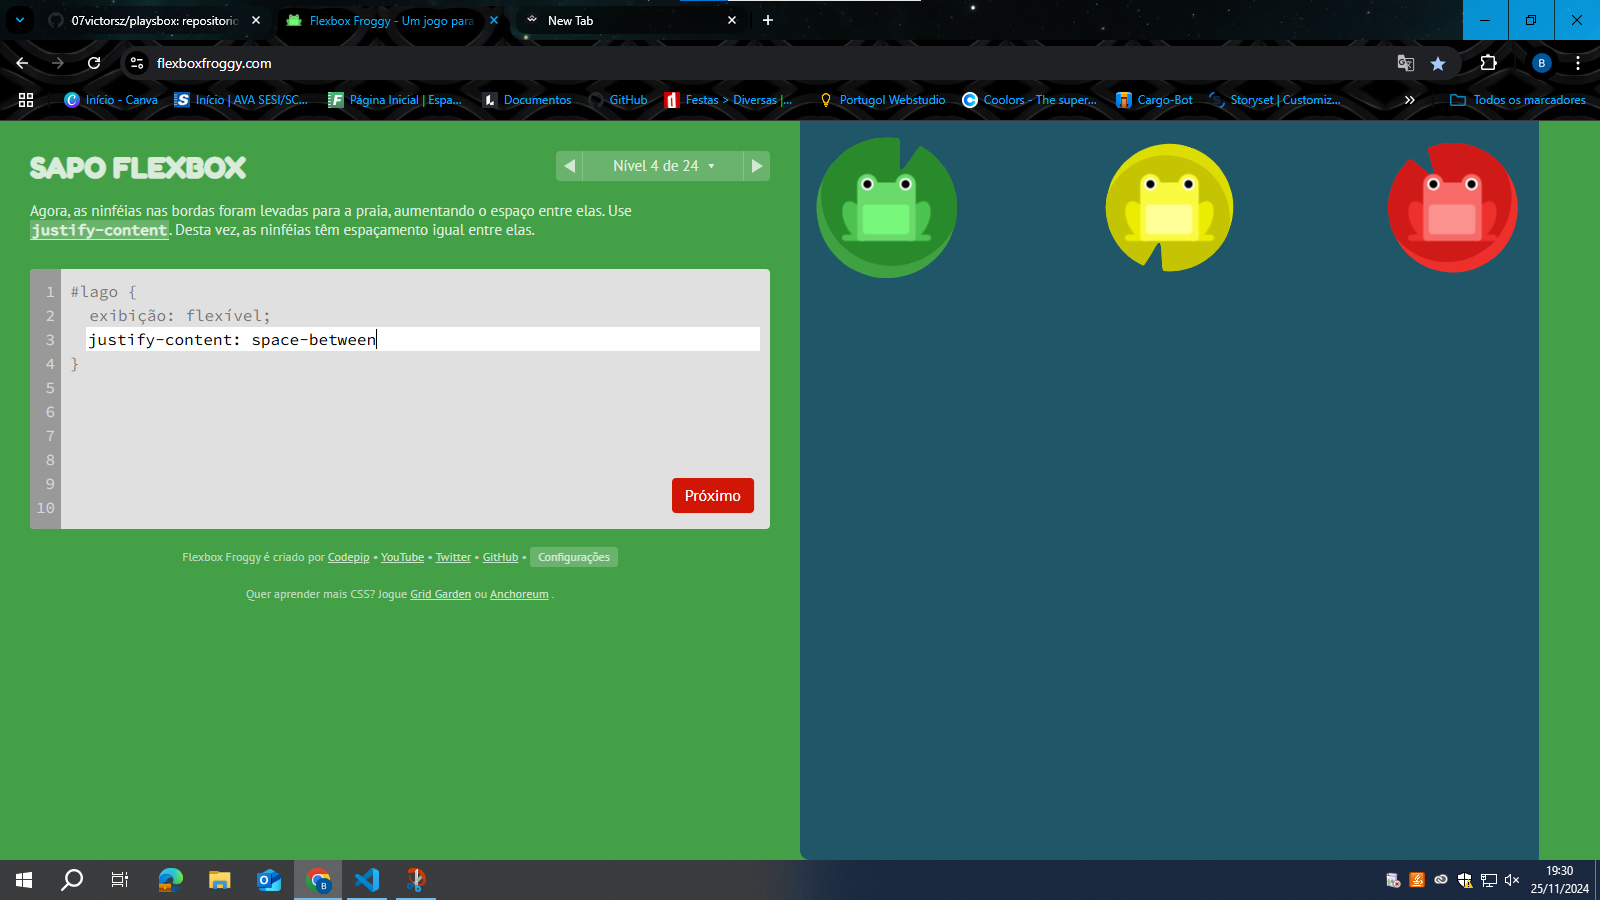 07victorsz/playsbox: repositorio
Flexbox Froggy - Um jogo para
New Tab
flexboxfroggy.com
B
Início - Canva
Início | AVA SESI/SC...
Página Inicial | Espa...
Documentos
GitHub
Festas > Diversas |...
Portugol Webstudio
Coolors - The super...
Cargo-Bot
Storyset | Customiz...
Todos os marcadores
SAPO FLEXBOX
Nível 4 de 24
Agora, as ninféias nas bordas foram levadas para a praia, aumentando o espaço entre elas. Use
justify-content. Desta vez, as ninféias têm espaçamento igual entre elas.
1 #lago {
2 exibição: flexível;
3 justify-content: space-between
4 }
5
6
7
8
9
10
Próximo
Flexbox Froggy é criado por Codepip • YouTube • Twitter • GitHub • Configurações
Quer aprender mais CSS? Jogue Grid Garden ou Anchoreum .
19:30
25/11/2024